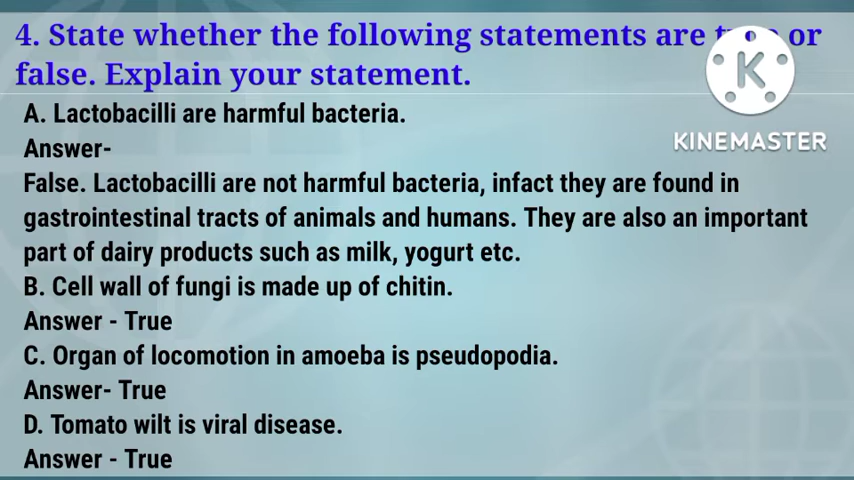 4. State whether the following statements are or
false. Explain your statement.
KINEMASTER
A. Lactobacilli are harmful bacteria.
Answer-
False. Lactobacilli are not harmful bacteria, infact they are found in
gastrointestinal tracts of animals and humans. They are also an important
part of dairy products such as milk, yogurt etc.
B. Cell wall of fungi is made up of chitin.
Answer - True
C. Organ of locomotion in amoeba is pseudopodia.
Answer- True
D. Tomato wilt is viral disease.
Answer - True